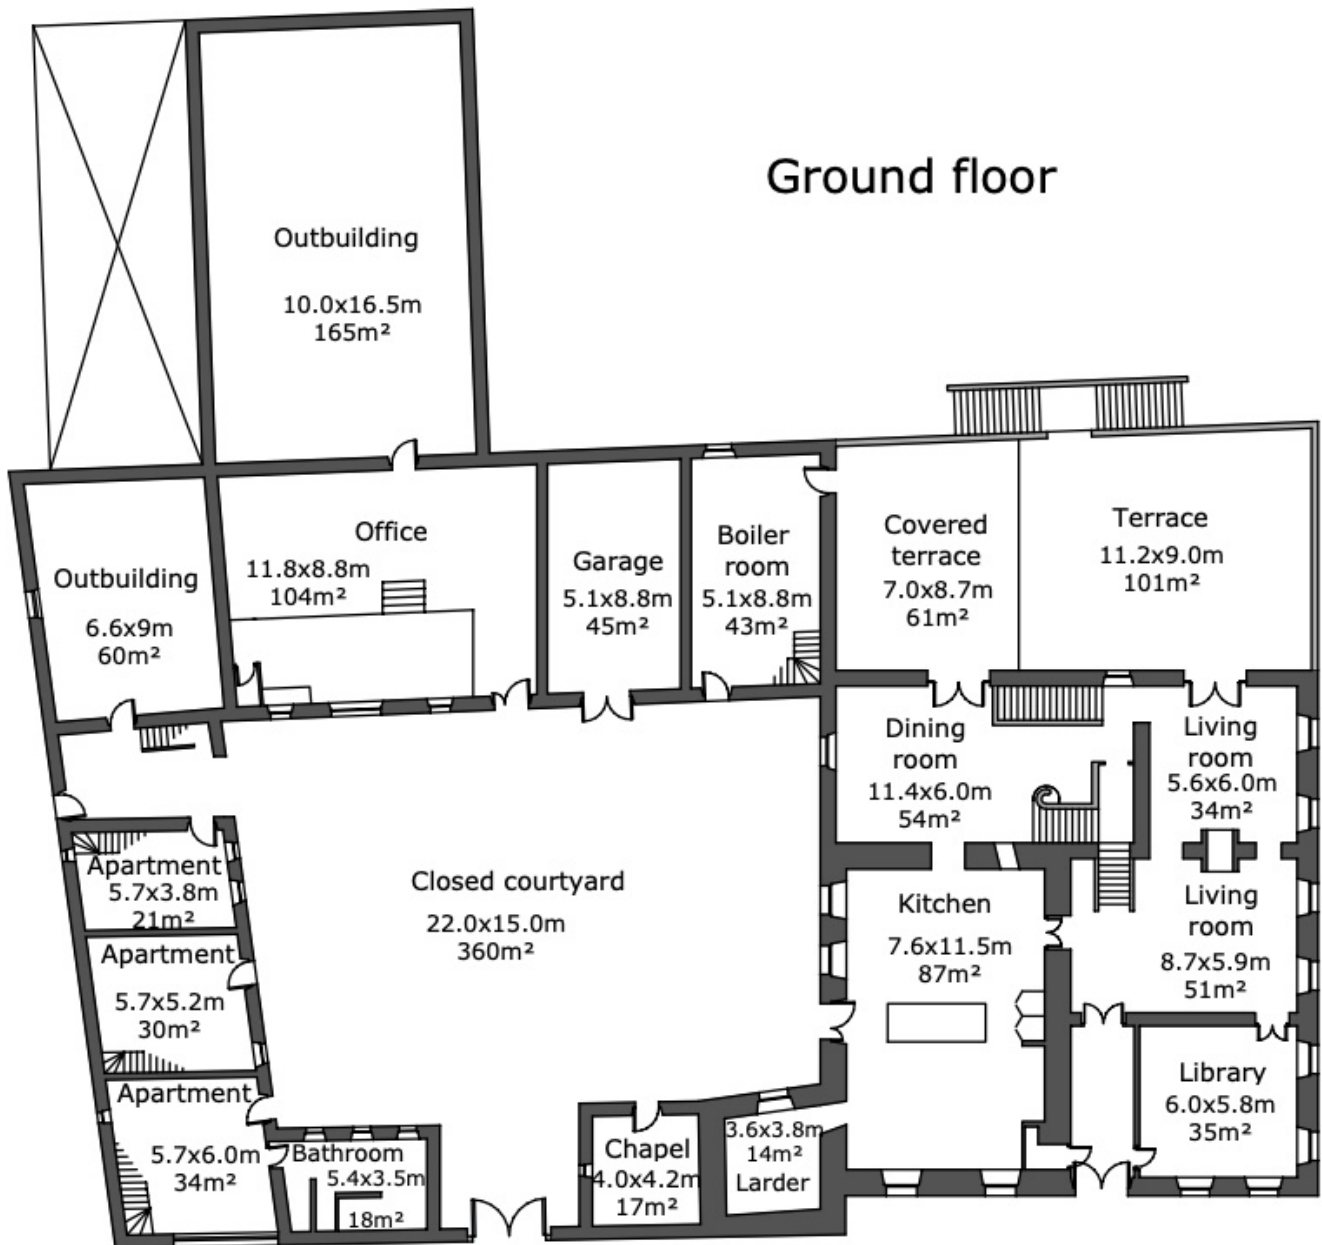 Ground floor
Outbuilding
10.0x16.5m
165m²
Office
11.8x8.8m
104m²
Garage
5.1x8.8m
45m²
Boiler
room
5.1x8.8m
43m²
Covered
terrace
7.0x8.7m
61m²
Terrace
11.2x9.0m
101m²
Outbuilding
6.6x9m
60m²
Dining
room
11.4x6.0m
54m²
Living
room
5.6x6.0m
34m²
Apartment
5.7x3.8m
21m²
Closed courtyard
22.0x15.0m
360m²
Kitchen
7.6x11.5m
87m²
Living
room
8.7x5.9m
51m²
Apartment
5.7x5.2m
30m²
Apartment
5.7x6.0m
34m²
Bathroom
5.4x3.5m
18m²
Chapel
4.0x4.2m
17m²
3.6x3.8m
14m²
Larder
Library
6.0x5.8m
35m²